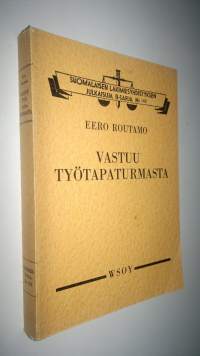 SUOMALAISEN LAKIMIESYHDISTYKSEN
JULKAISUJA B-SARJA
EERO ROUTAMO
VASTUU
TYÖTAPATURMASTA
WSOY